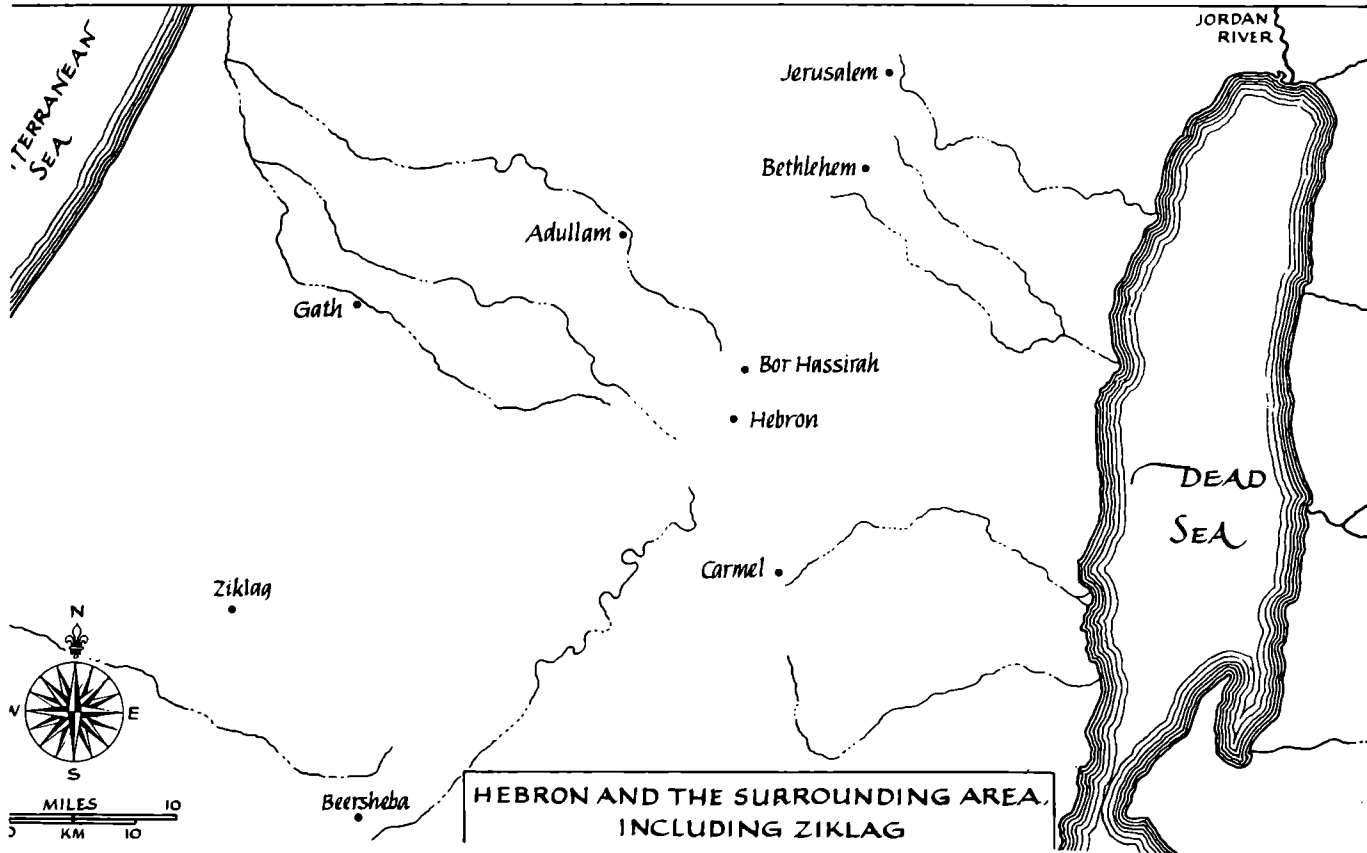 JORDAN
RIVER
TERRANEAN
SEA
Jerusalem
Bethlehem
Adullam
Gath
Bor Hassirah
Hebron
DEAD
SEA
Carmel
Ziklag
N
W E
S
MILES 10
0 KM 10
Beersheba
HEBRON AND THE SURROUNDING AREA,
INCLUDING ZIKLAG